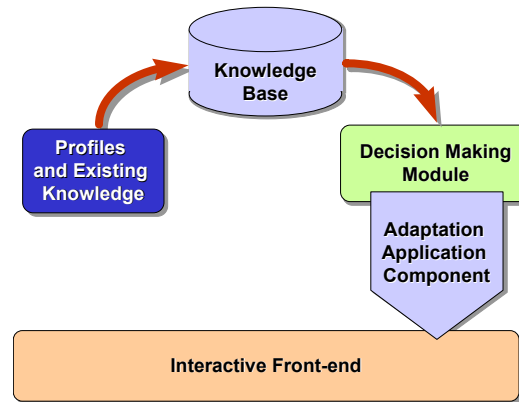 Knowledge
Base
Profiles
and Existing
Knowledge
Decision Making
Module
Adaptation
Application
Component
Interactive Front-end